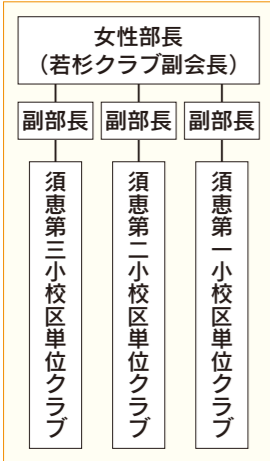 女性部長
（若杉クラブ副会長）
副部長
副部長
副部長
須恵第三小校区単位クラブ
須恵第二小校区単位クラブ
須恵第一小校区単位クラブ